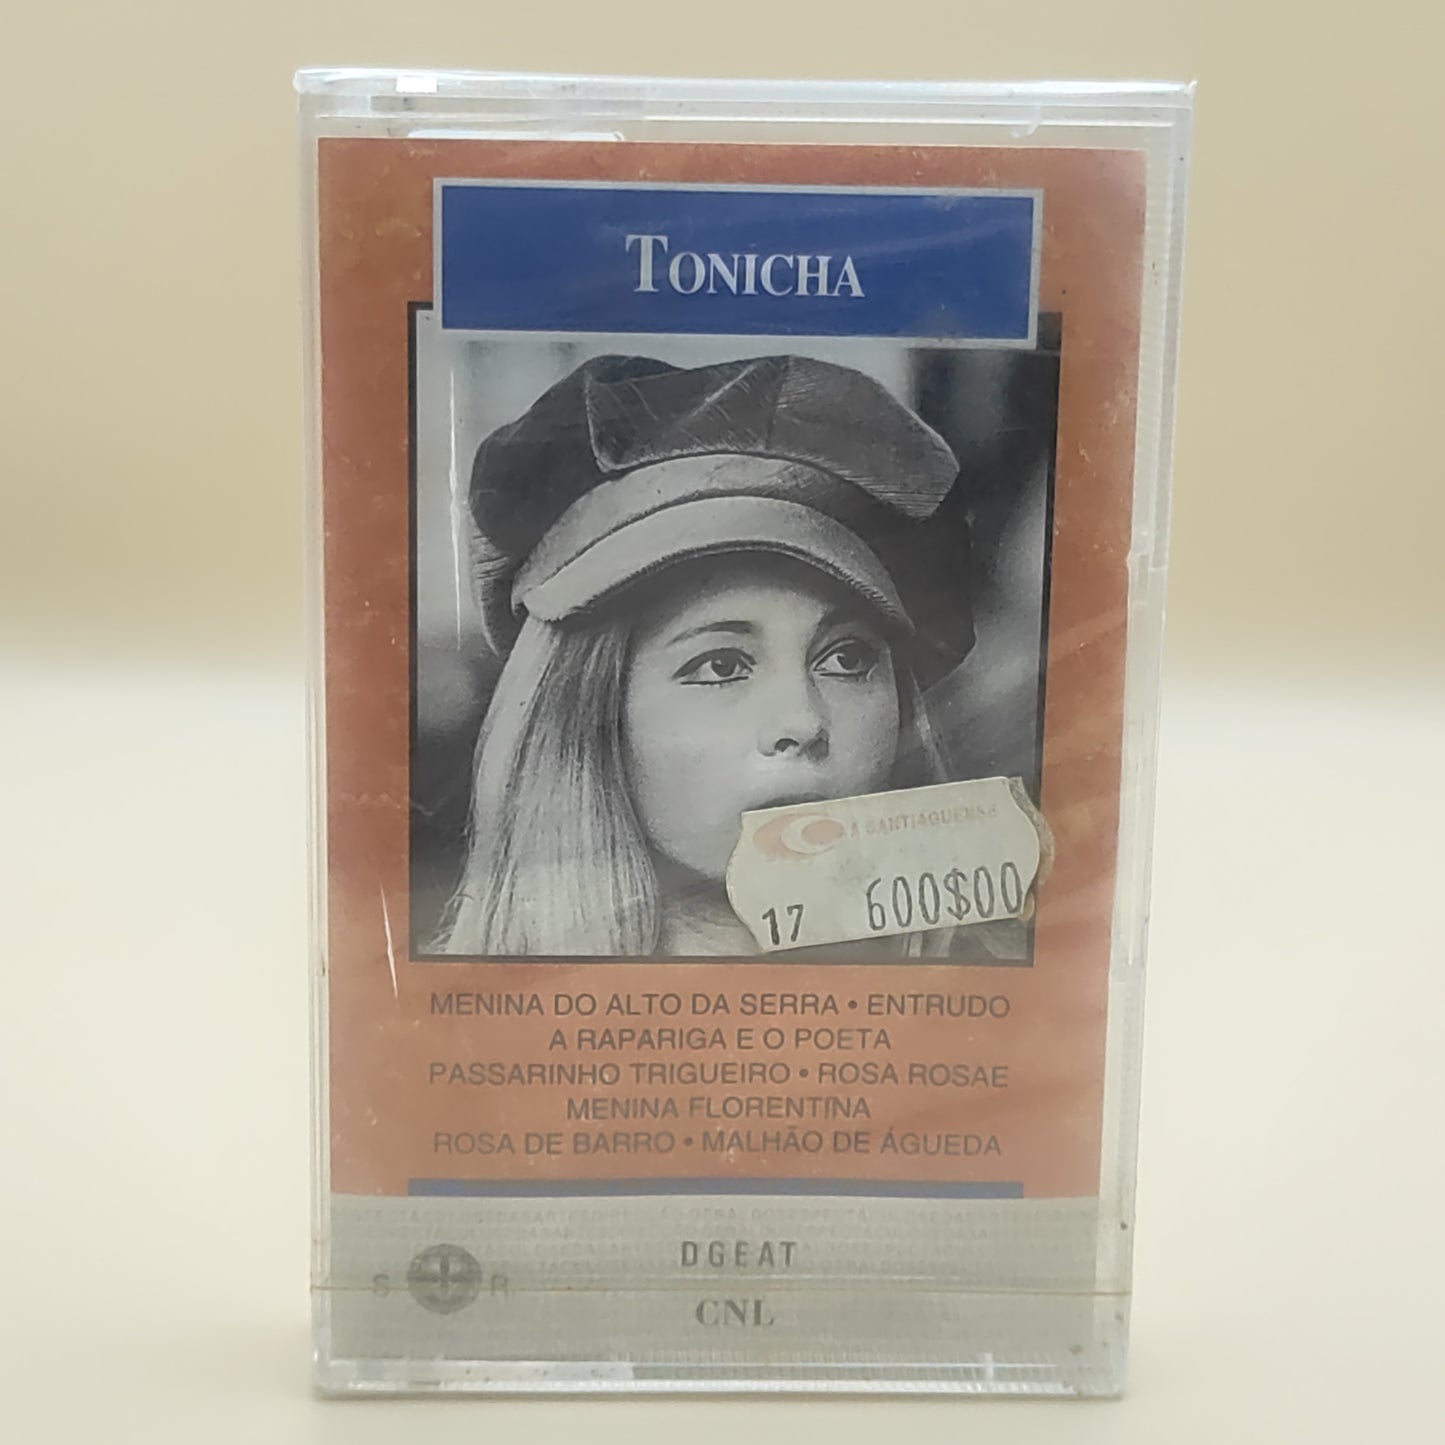 TONICHA
A SANTIAGUENSE
17 600$00
MENINA DO ALTO DA SERRA • ENTRUDO
A RAPARIGA E O POETA
PASSARINHO TRIGUEIRO • ROSA ROSAE
MENINA FLORENTINA
ROSA DE BARRO • MALHÃO DE ÁGUEDA
DGEAT
S R
CNL